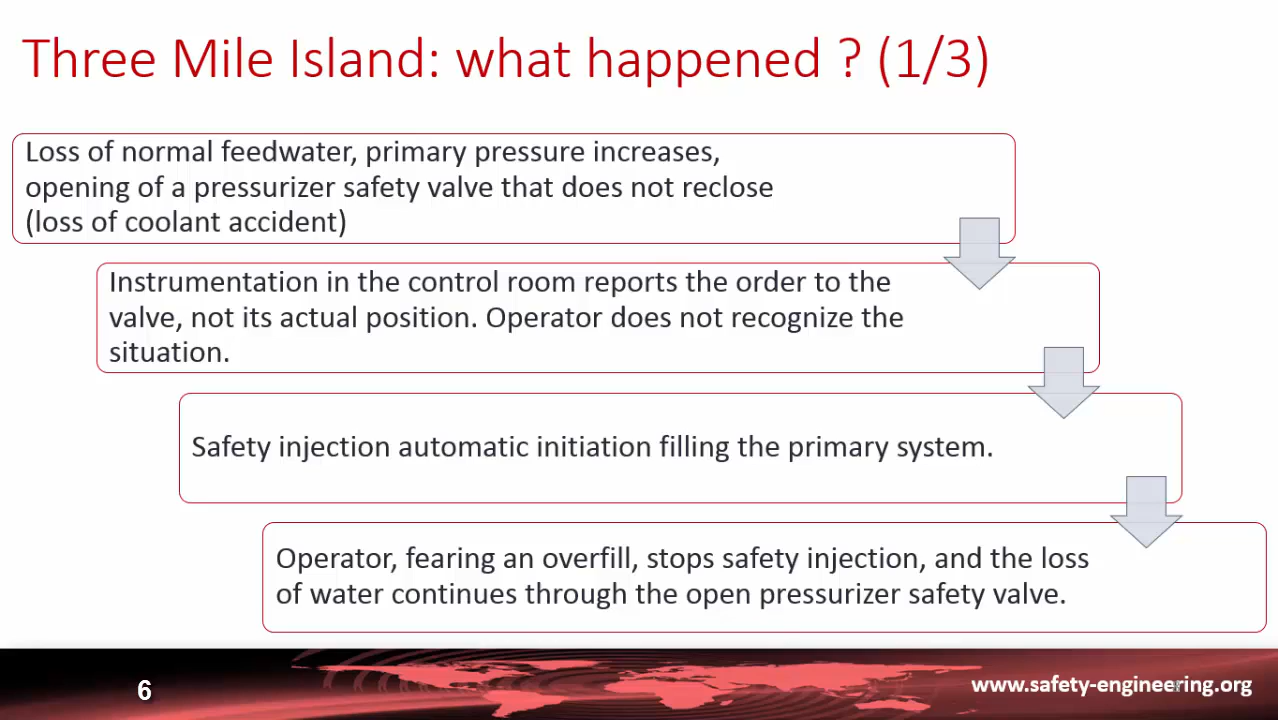 Three Mile Island: what happened ? (1/3)
Loss of normal feedwater, primary pressure increases,
opening of a pressurizer safety valve that does not reclose
(loss of coolant accident)
Instrumentation in the control room reports the order to the
valve, not its actual position. Operator does not recognize the
situation.
Safety injection automatic initiation filling the primary system.
Operator, fearing an overfill, stops safety injection, and the loss
of water continues through the open pressurizer safety valve.
6
www.safety-engineering.org